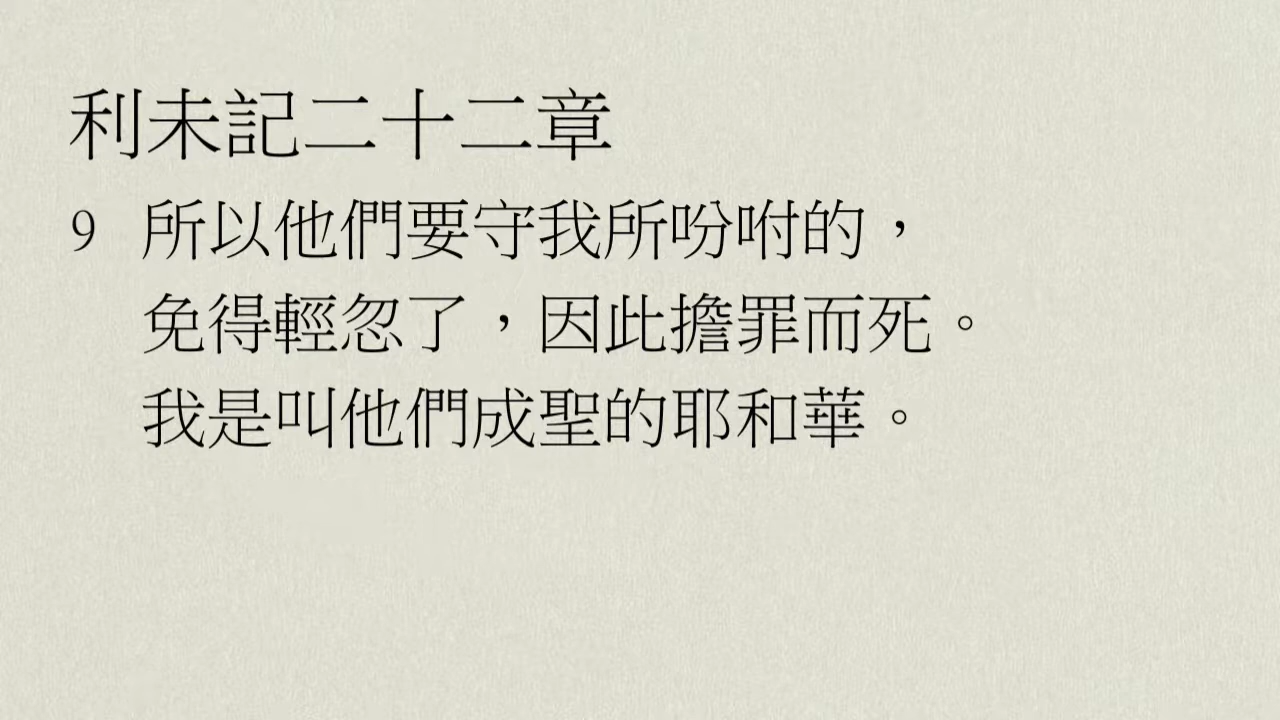 利未記二十二章
9 所以他們要守我所吩咐的，
免得輕忽了，因此擔罪而死。
我是叫他們成聖的耶和華。